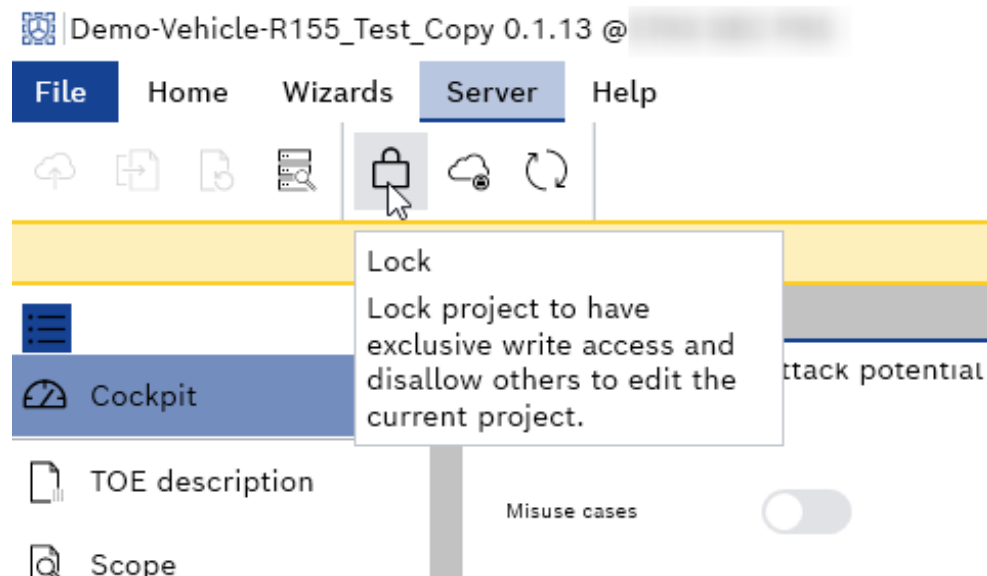 Demo-Vehicle-R155_Test_Copy 0.1.13 @
File Home Wizards Server Help
Lock
Lock project to have
exclusive write access and
disallow others to edit the
current project.
ttack potential
Cockpit
TOE description
Misuse cases
Scope